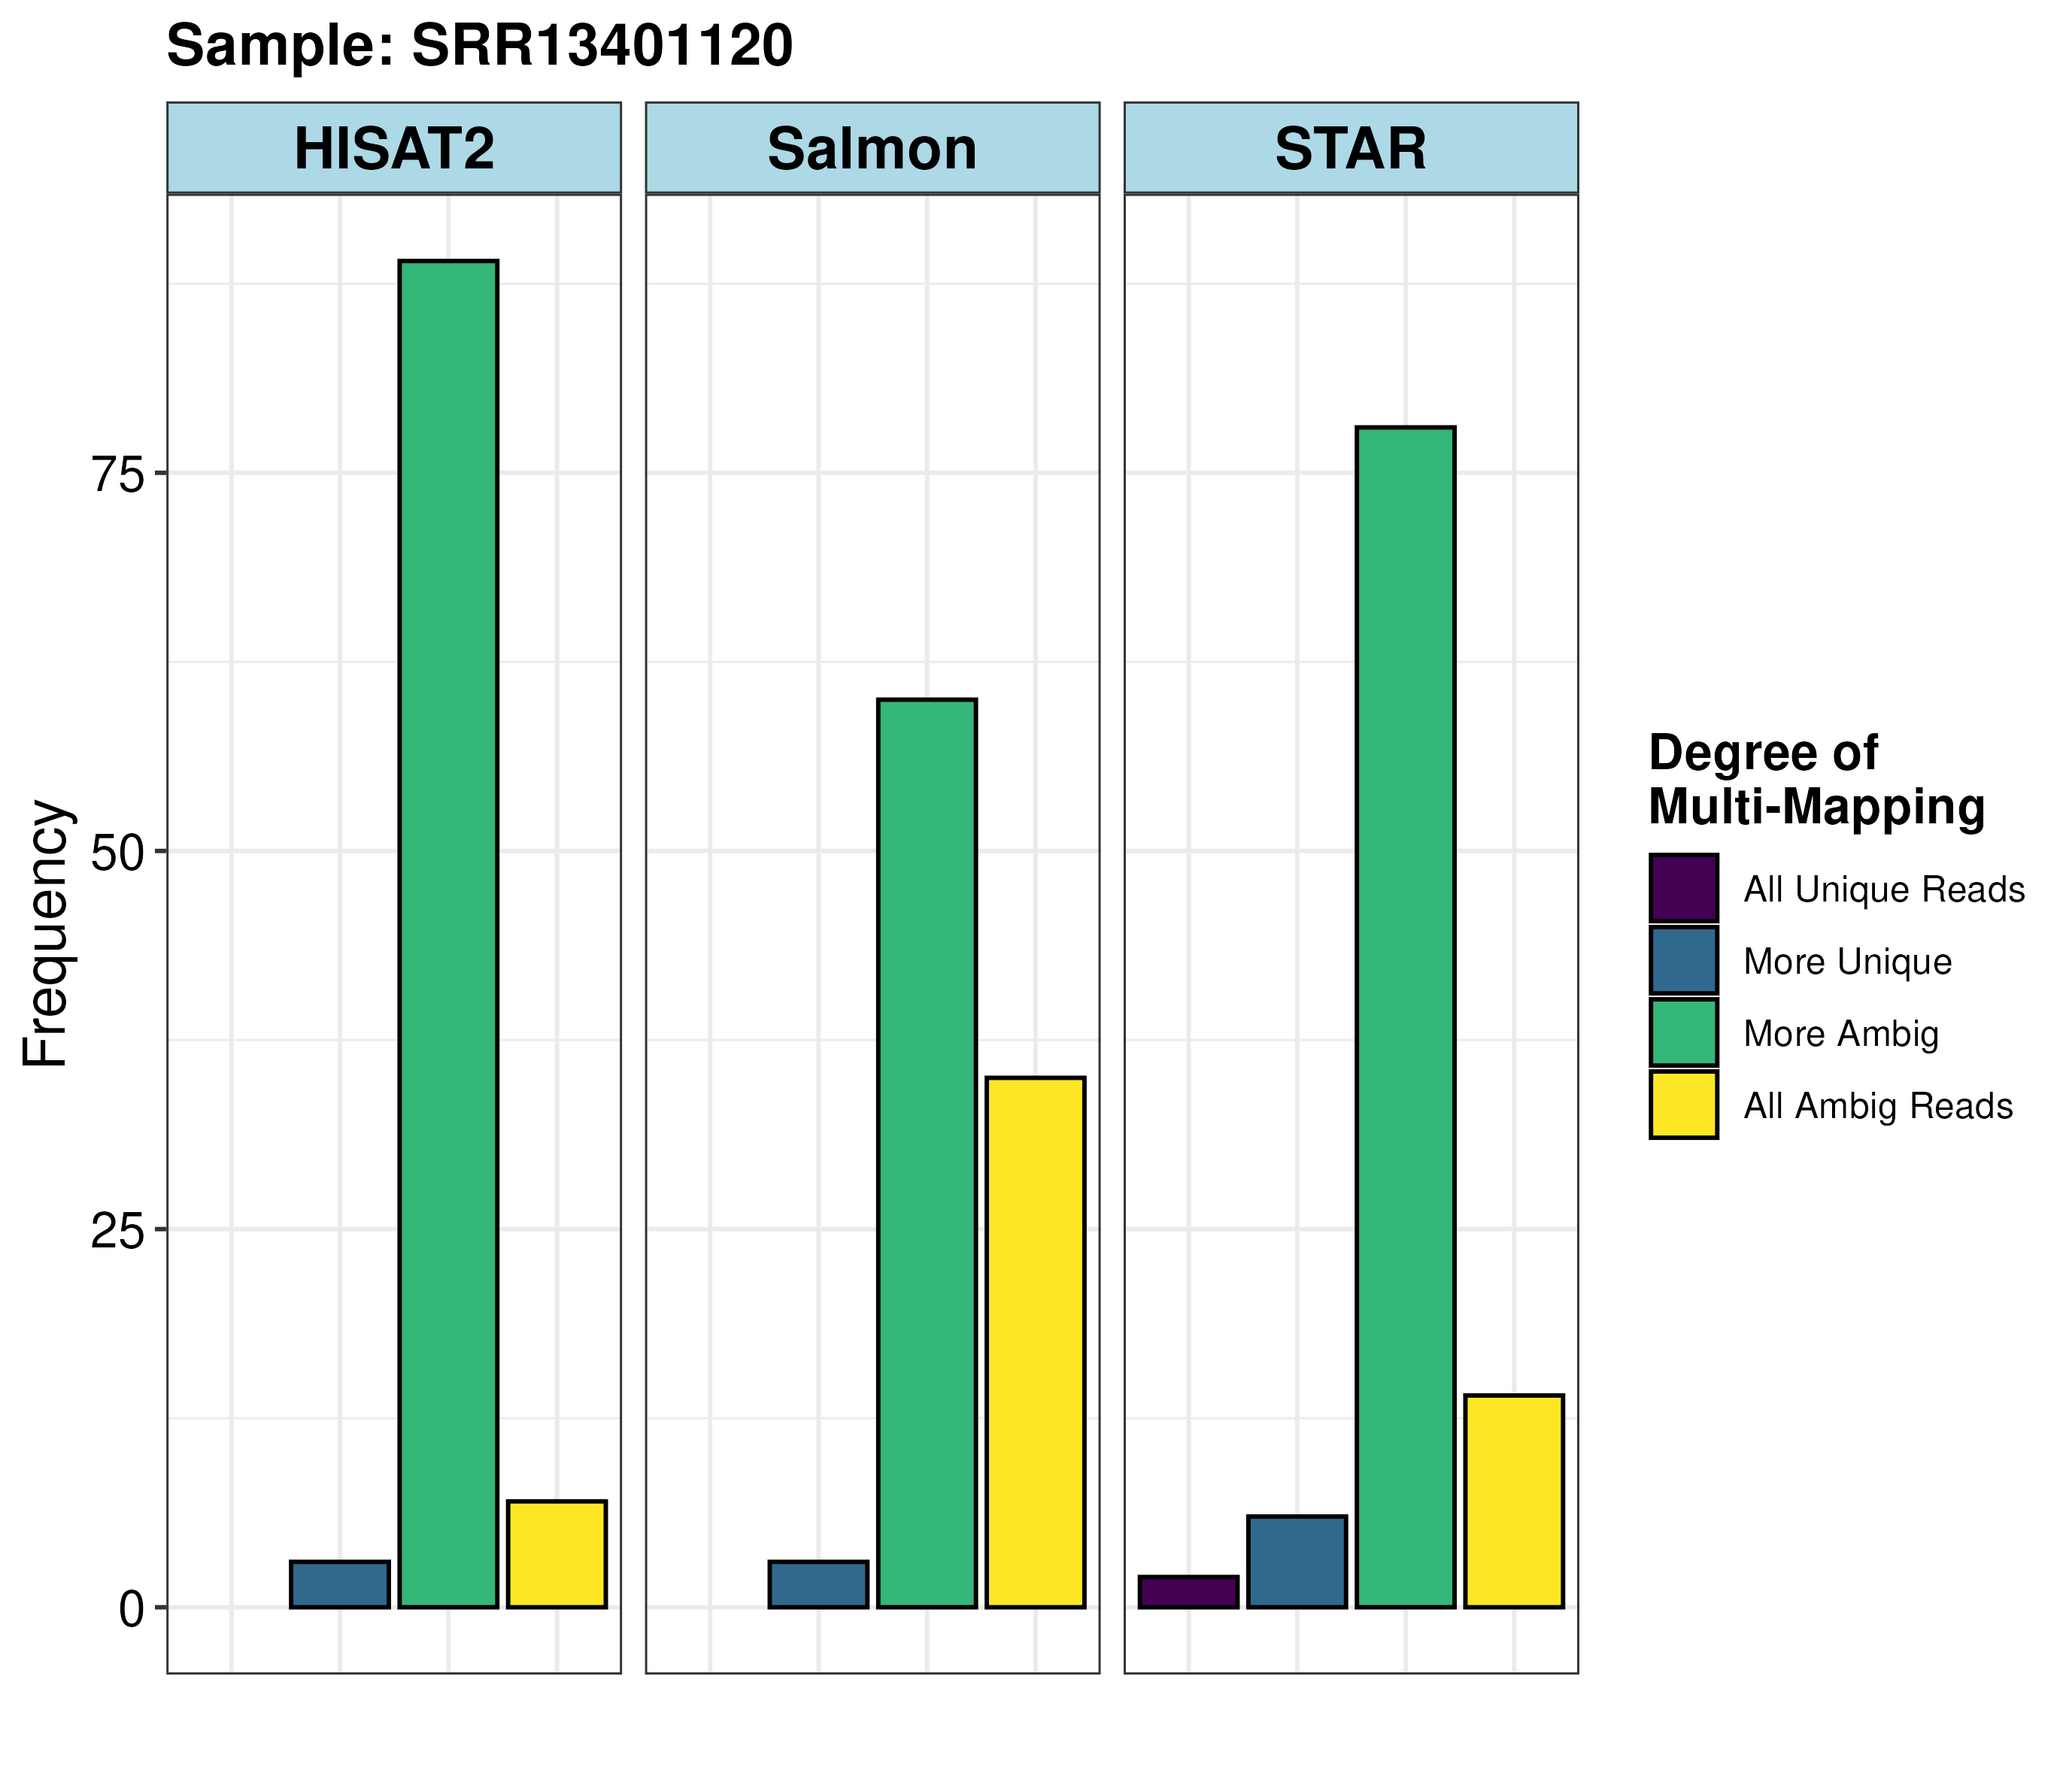 Sample: SRR13401120
HISAT2
Salmon
STAR
Frequency
75
50
25
0
Degree of
Multi-Mapping
All Unique Reads
More Unique
More Ambig
All Ambig Reads